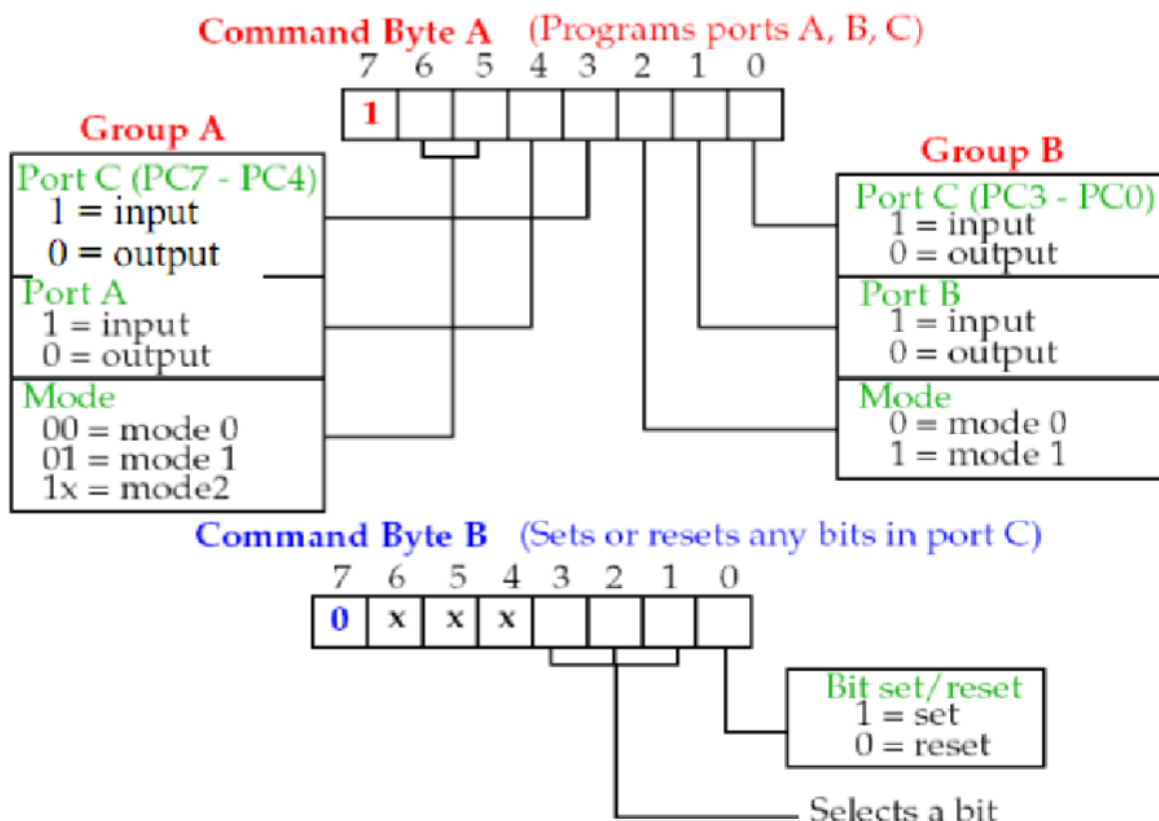 Command Byte A (Programs ports A, B, C)
7 6 5 4 3 2 1 0
1
Group A
Port C (PC7 - PC4)
1 = input
0 = output
Port A
1 = input
0 = output
Mode
00 = mode 0
01 = mode 1
1x = mode2
Group B
Port C (PC3 - PC0)
1 = input
0 = output
Port B
1 = input
0 = output
Mode
0 = mode 0
1 = mode 1
Command Byte B (Sets or resets any bits in port C)
7 6 5 4 3 2 1 0
0 x x x
Bit set/reset
1 = set
0 = reset
Selects a bit